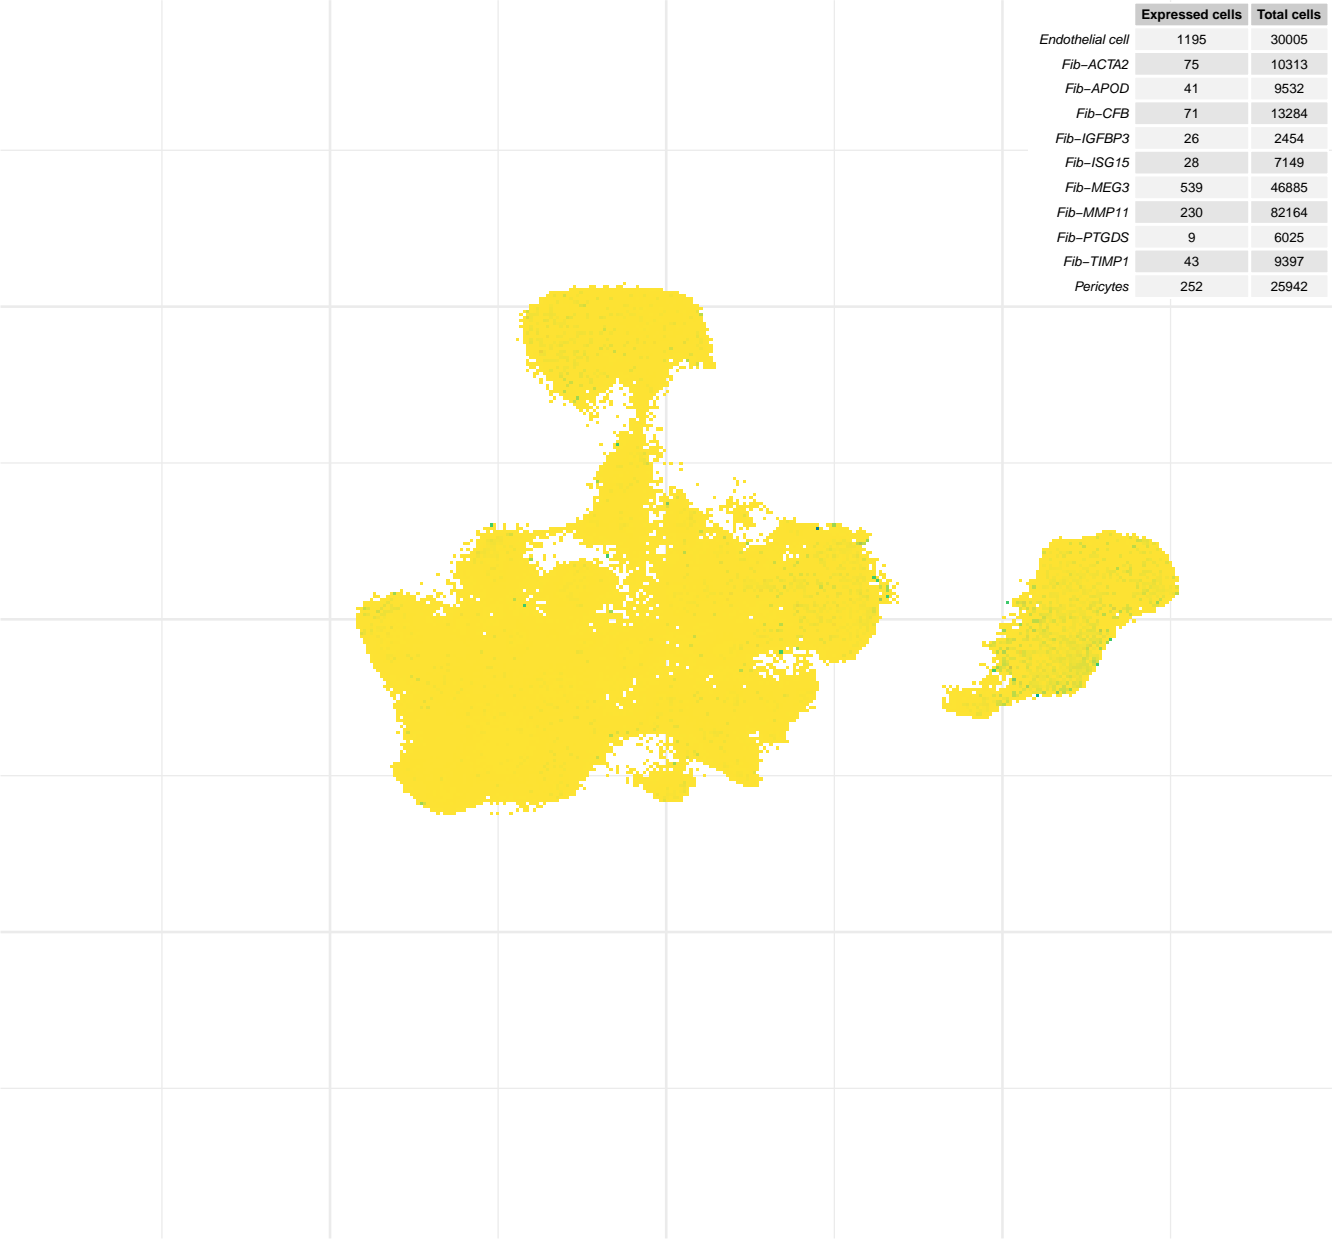 Expressed cells Total cells
Endothelial cell 1195 30005
Fib−ACTA2 75 10313
Fib−APOD 41 9532
Fib−CFB 71 13284
Fib−IGFBP3 26 2454
Fib−ISG15 28 7149
Fib−MEG3 539 46885
Fib−MMP11 230 82164
Fib−PTGDS 9 6025
Fib−TIMP1 43 9397
Pericytes 252 25942